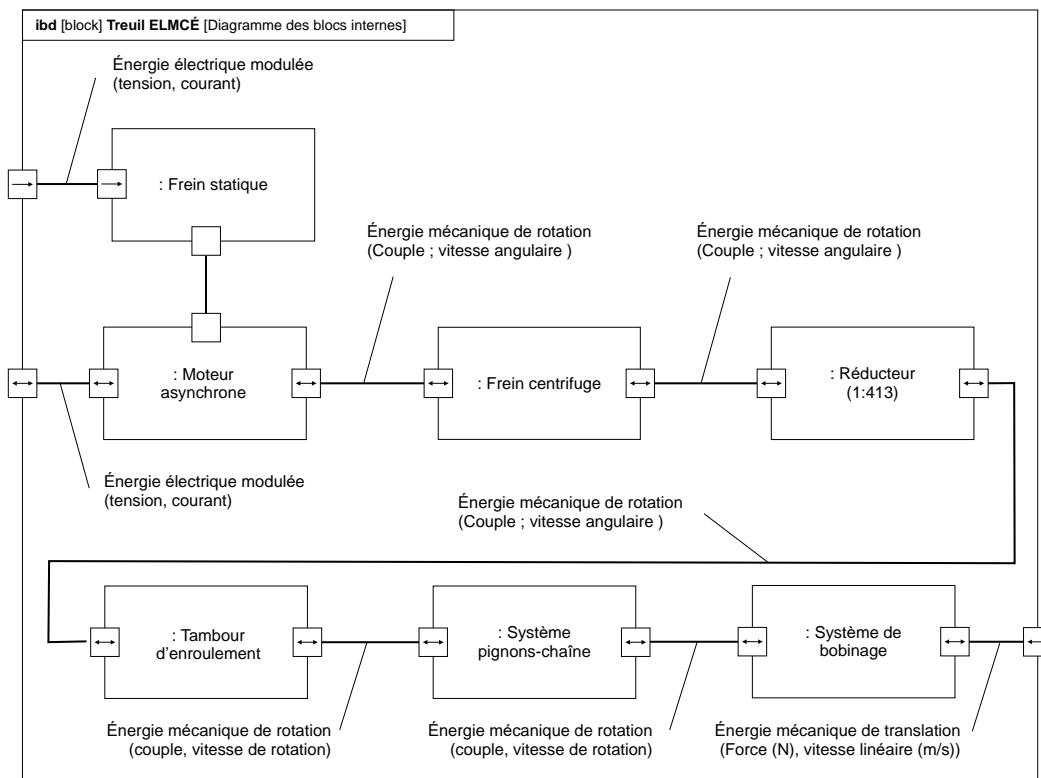 ibd [block] Treuil ELMCÉ [Diagramme des blocs internes]
Énergie électrique modulée
(tension, courant)
: Frein statique
Énergie mécanique de rotation
(Couple ; vitesse angulaire )
Énergie mécanique de rotation
(Couple ; vitesse angulaire )
: Moteur
asynchrone
: Frein centrifuge
: Réducteur
(1:413)
Énergie électrique modulée
(tension, courant)
Énergie mécanique de rotation
(Couple ; vitesse angulaire )
: Tambour
d'enroulement
: Système
pignons-chaîne
: Système de
bobinage
Énergie mécanique de rotation
(couple, vitesse de rotation)
Énergie mécanique de rotation
(couple, vitesse de rotation)
Énergie mécanique de translation
(Force (N), vitesse linéaire (m/s))